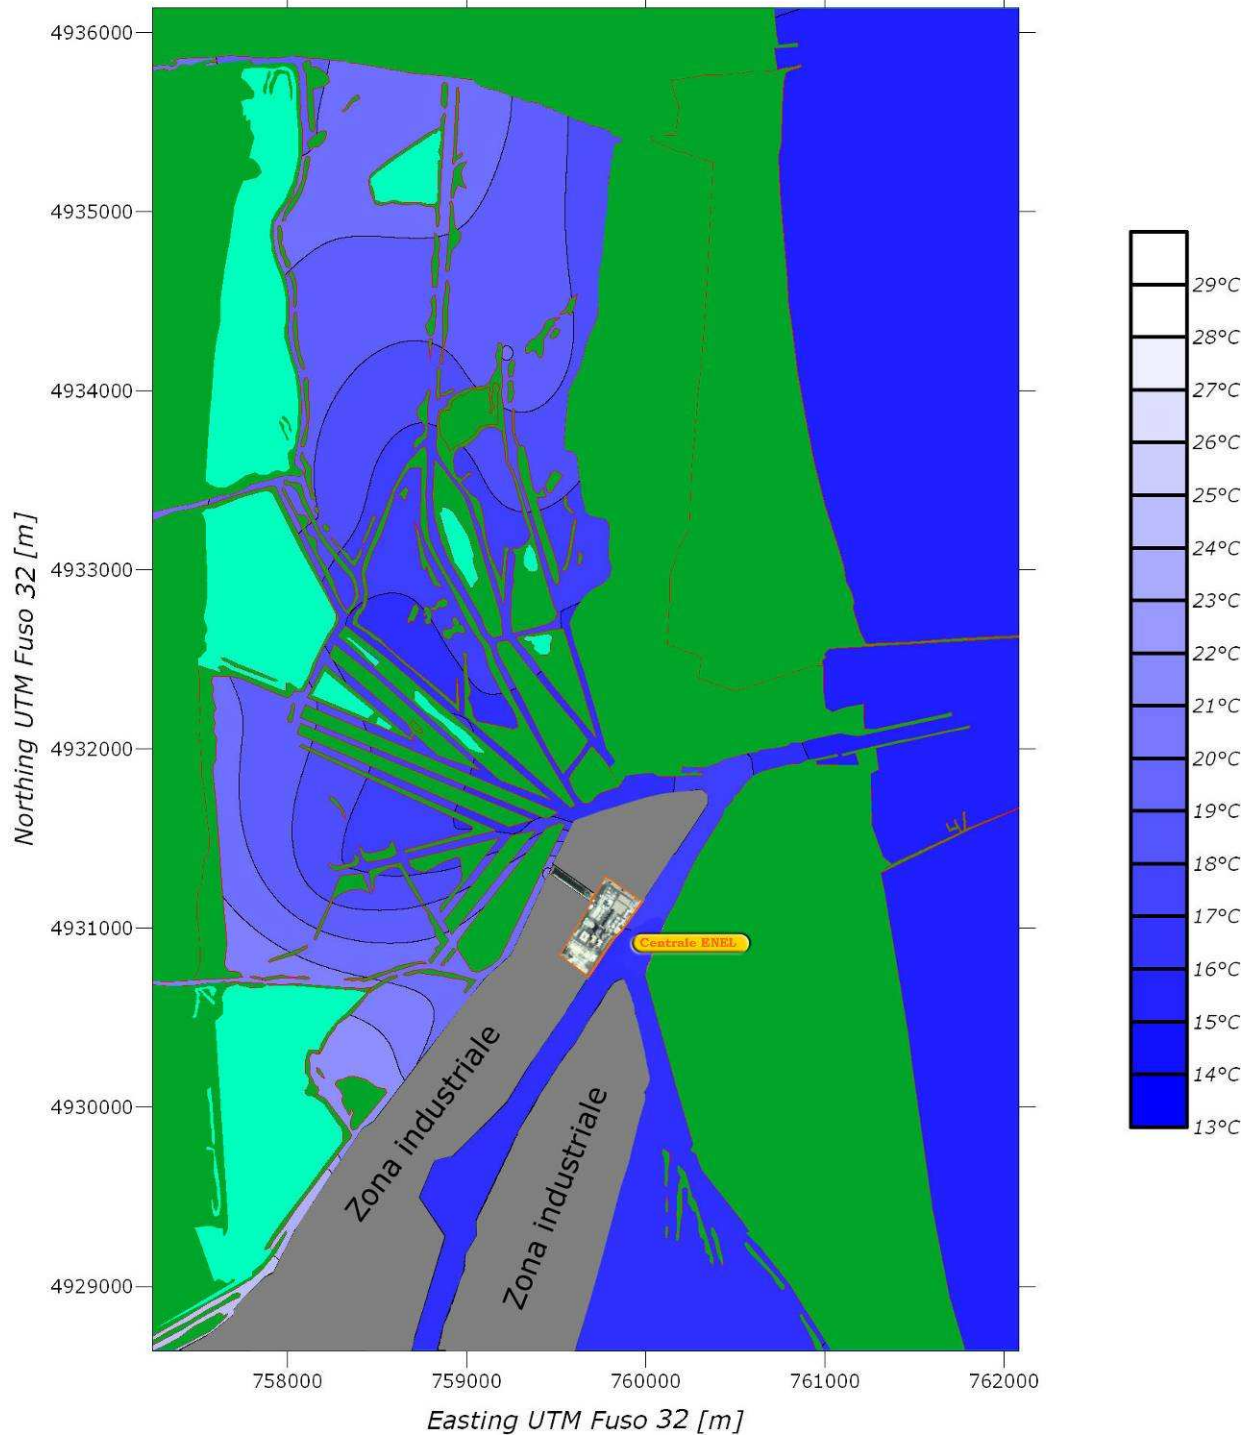 4936000
4935000
4934000
4933000
4932000
4931000
4930000
4929000
Northing UTM Fuso 32 [m]
758000
759000
760000
761000
762000
Easting UTM Fuso 32 [m]
Centrale ENEL
Zona industriale
Zona industriale
29°C
28°C
27°C
26°C
25°C
24°C
23°C
22°C
21°C
20°C
19°C
18°C
17°C
16°C
15°C
14°C
13°C